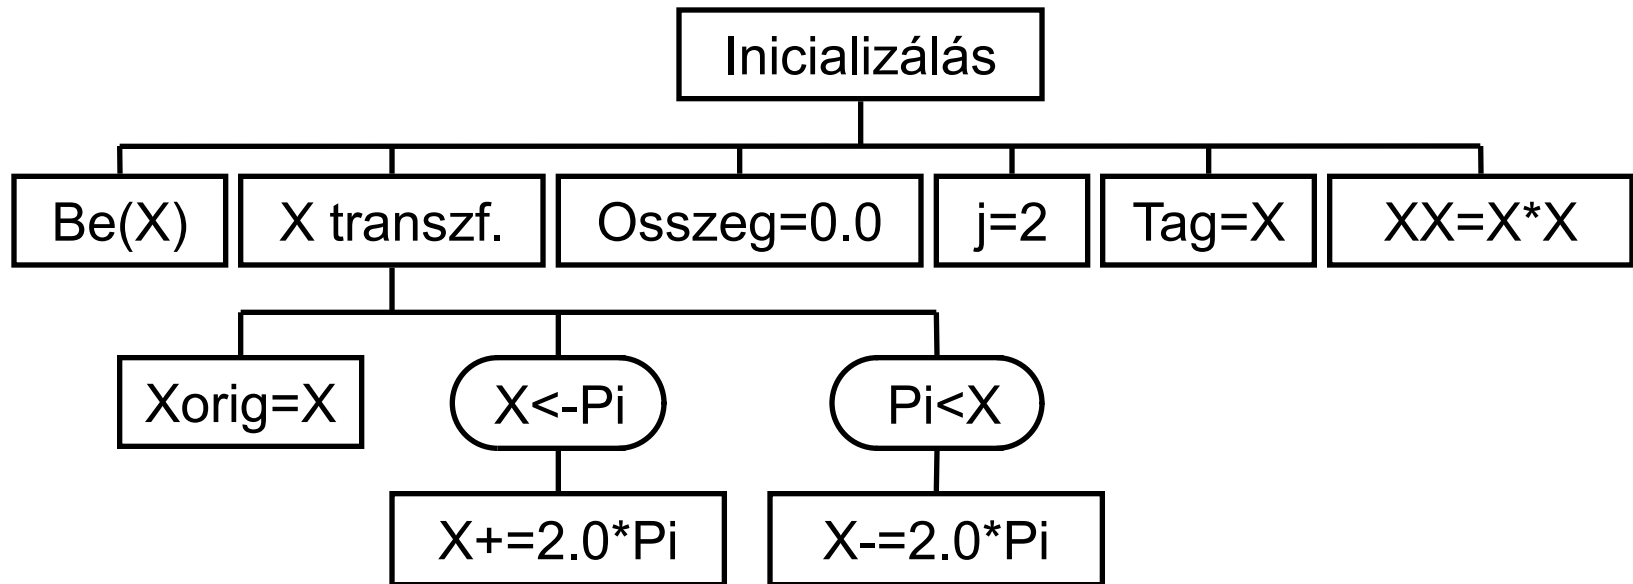 Inicializálás
Be(X)
X transzf.
Osszeg=0.0
j=2
Tag=X
XX=X*X
Xorig=X
X<-Pi
Pi<X
X+=2.0*Pi
X-=2.0*Pi